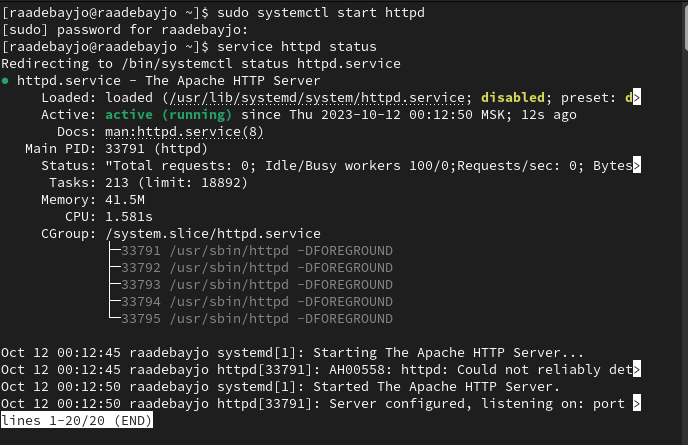 [raadebayjo@raadebayjo ~]$ sudo systemctl start httpd
[sudo] password for raadebayjo:
[raadebayjo@raadebayjo ~]$ service httpd status
Redirecting to /bin/systemctl status httpd.service
● httpd.service - The Apache HTTP Server
     Loaded: loaded (/usr/lib/systemd/system/httpd.service; disabled; preset: d>
     Active: active (running) since Thu 2023-10-12 00:12:50 MSK; 12s ago
       Docs: man:httpd.service(8)
   Main PID: 33791 (httpd)
     Status: "Total requests: 0; Idle/Busy workers 100/0;Requests/sec: 0; Bytes>
      Tasks: 213 (limit: 18892)
     Memory: 41.5M
        CPU: 1.581s
     CGroup: /system.slice/httpd.service
             ├─33791 /usr/sbin/httpd -DFOREGROUND
             ├─33792 /usr/sbin/httpd -DFOREGROUND
             ├─33793 /usr/sbin/httpd -DFOREGROUND
             ├─33794 /usr/sbin/httpd -DFOREGROUND
             └─33795 /usr/sbin/httpd -DFOREGROUND

Oct 12 00:12:45 raadebayjo systemd[1]: Starting The Apache HTTP Server...
Oct 12 00:12:45 raadebayjo httpd[33791]: AH00558: httpd: Could not reliably det>
Oct 12 00:12:50 raadebayjo systemd[1]: Started The Apache HTTP Server.
Oct 12 00:12:50 raadebayjo httpd[33791]: Server configured, listening on: port >
lines 1-20/20 (END)